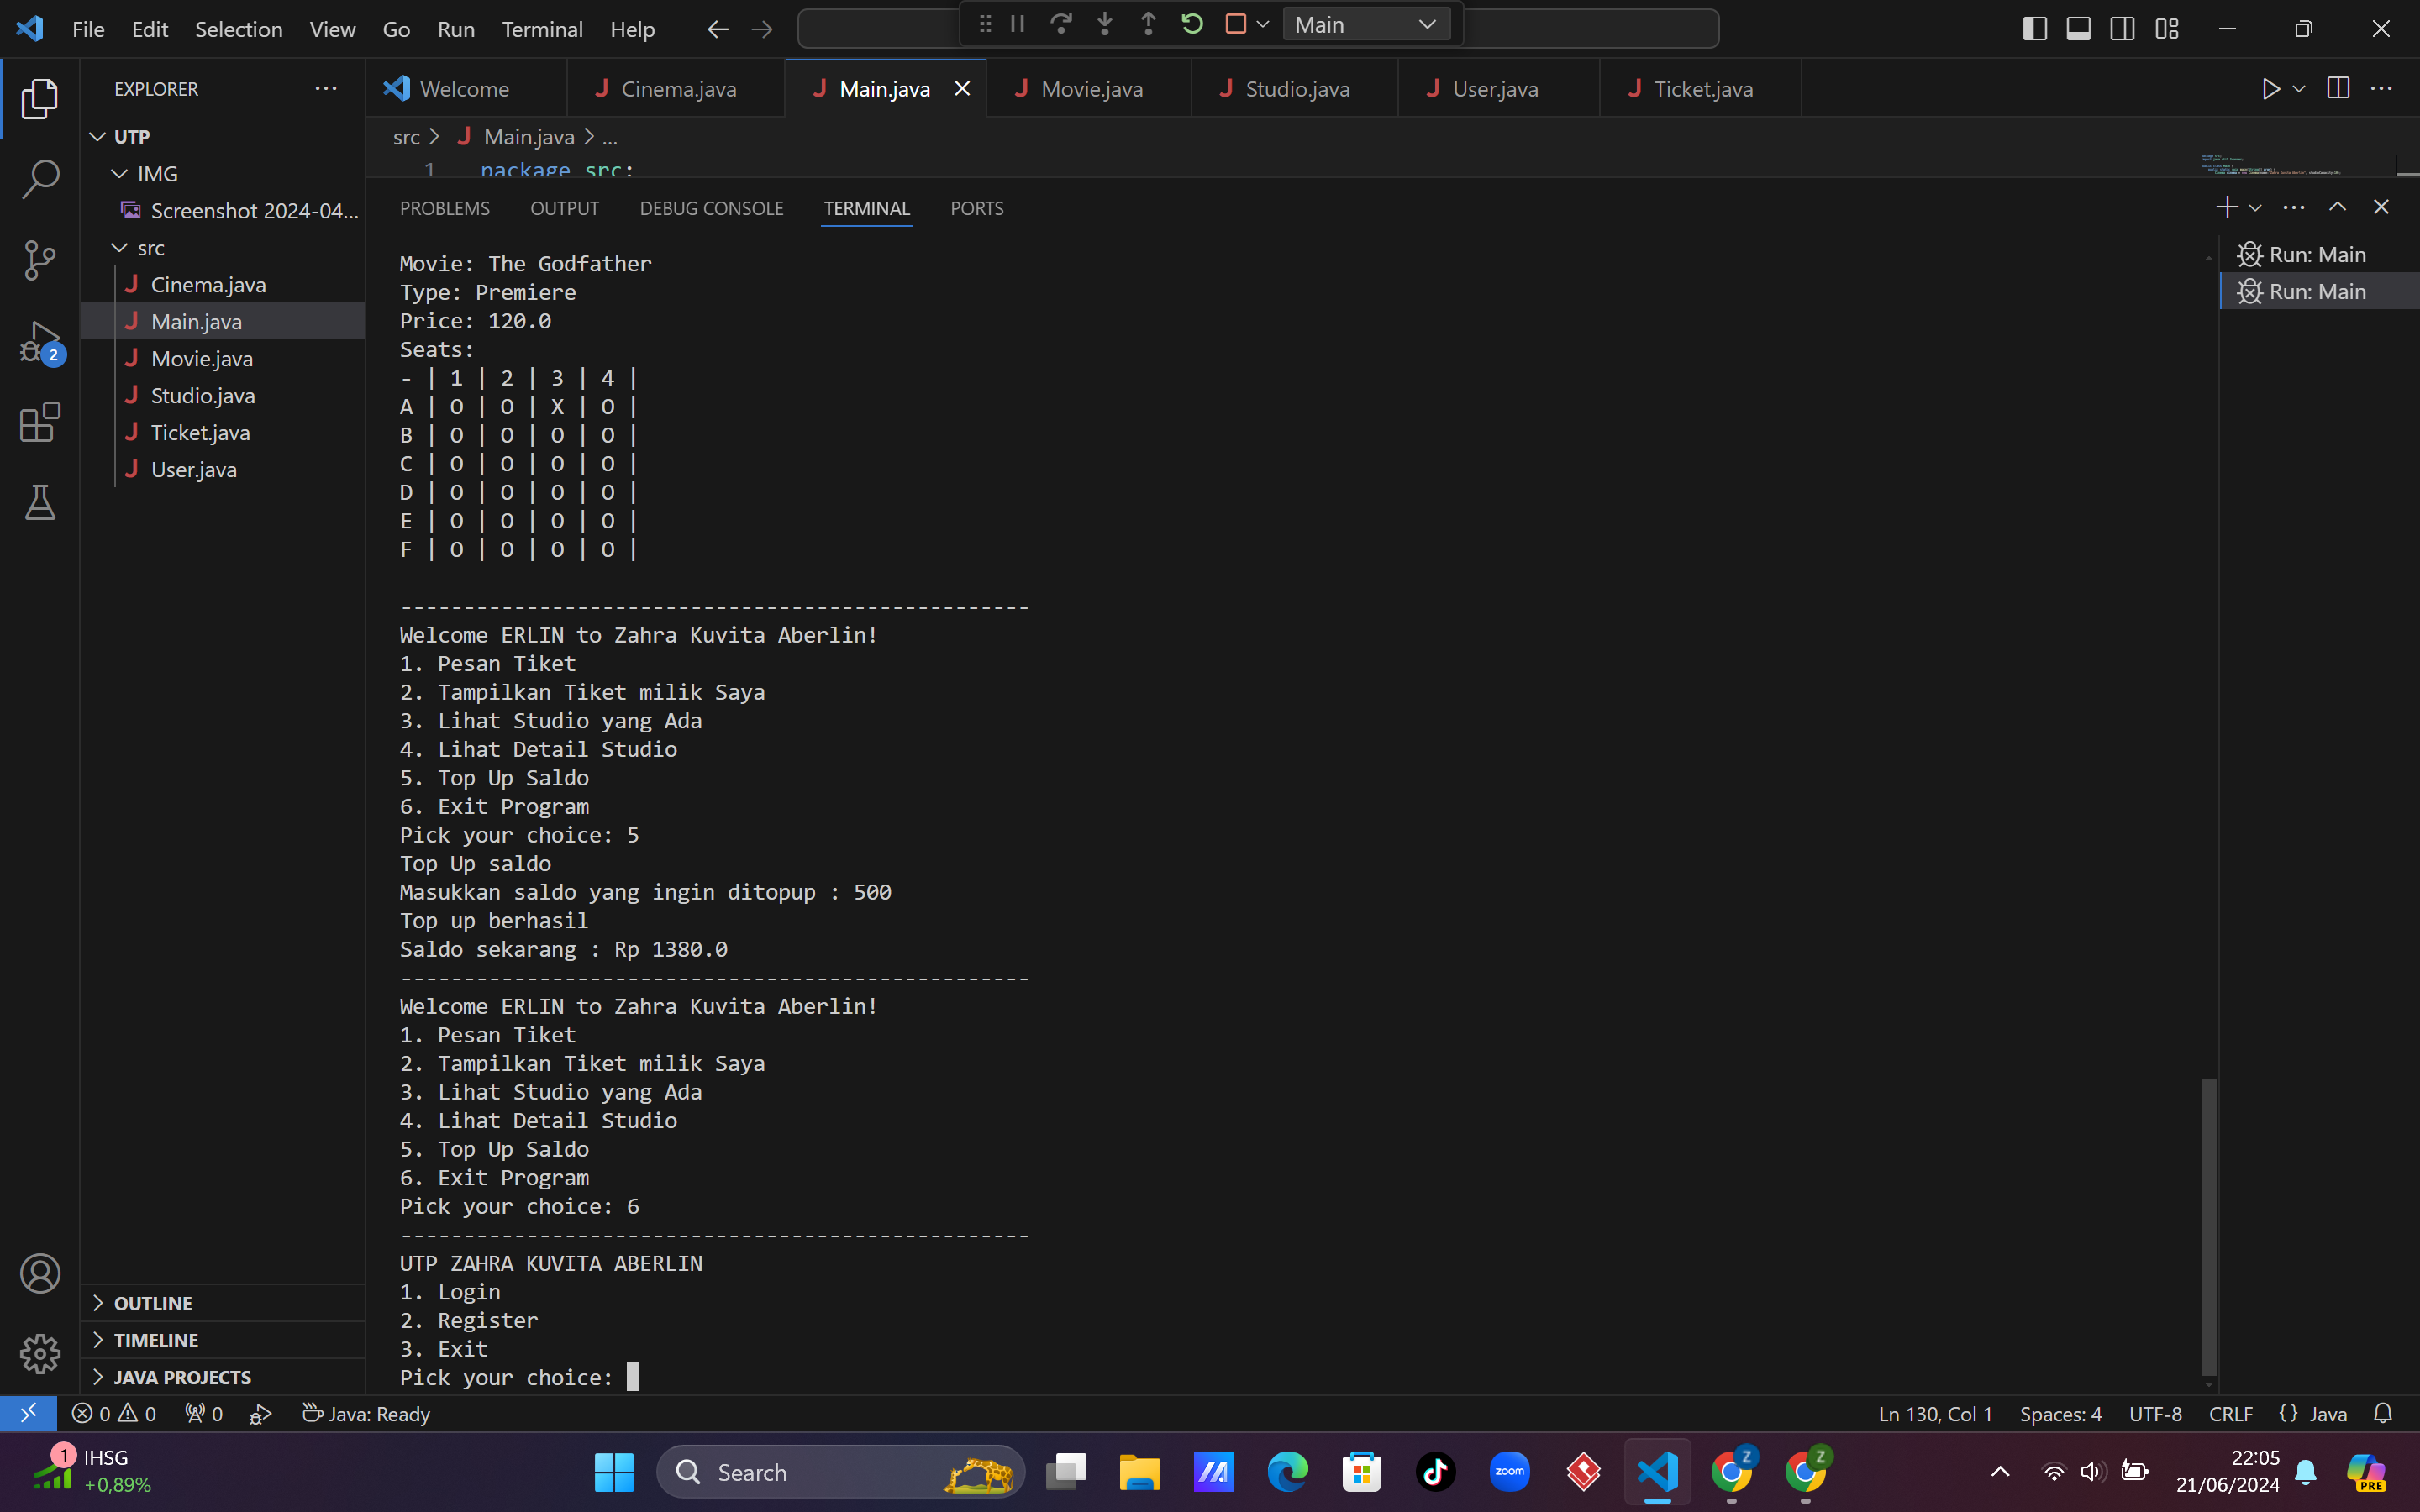 File Edit Selection View Go Run Terminal Help
Main
EXPLORER
Welcome
Cinema.java
Main.java
Movie.java
Studio.java
User.java
Ticket.java
UTP
IMG
Screenshot 2024-04...
src
Cinema.java
Main.java
Movie.java
Studio.java
Ticket.java
User.java
2
OUTLINE
TIMELINE
JAVA PROJECTS
src > Main.java > ...
1 package src;
PROBLEMS OUTPUT DEBUG CONSOLE TERMINAL PORTS
Run: Main
Run: Main
Movie: The Godfather
Type: Premiere
Price: 120.0
Seats:
- | 1 | 2 | 3 | 4 |
A | O | O | X | O |
B | O | O | O | O |
C | O | O | O | O |
D | O | O | O | O |
E | O | O | O | O |
F | O | O | O | O |
--------------------------------------------------
Welcome ERLIN to Zahra Kuvita Aberlin!
1. Pesan Tiket
2. Tampilkan Tiket milik Saya
3. Lihat Studio yang Ada
4. Lihat Detail Studio
5. Top Up Saldo
6. Exit Program
Pick your choice: 5
Top Up saldo
Masukkan saldo yang ingin ditopup : 500
Top up berhasil
Saldo sekarang : Rp 1380.0
--------------------------------------------------
Welcome ERLIN to Zahra Kuvita Aberlin!
1. Pesan Tiket
2. Tampilkan Tiket milik Saya
3. Lihat Studio yang Ada
4. Lihat Detail Studio
5. Top Up Saldo
6. Exit Program
Pick your choice: 6
--------------------------------------------------
UTP ZAHRA KUVITA ABERLIN
1. Login
2. Register
3. Exit
Pick your choice:
0 0 0 Java: Ready
Ln 130, Col 1 Spaces: 4 UTF-8 CRLF {} Java
1
IHSG
+0,89%
Search
zoom
Z
Z
22:05
21/06/2024
PRE